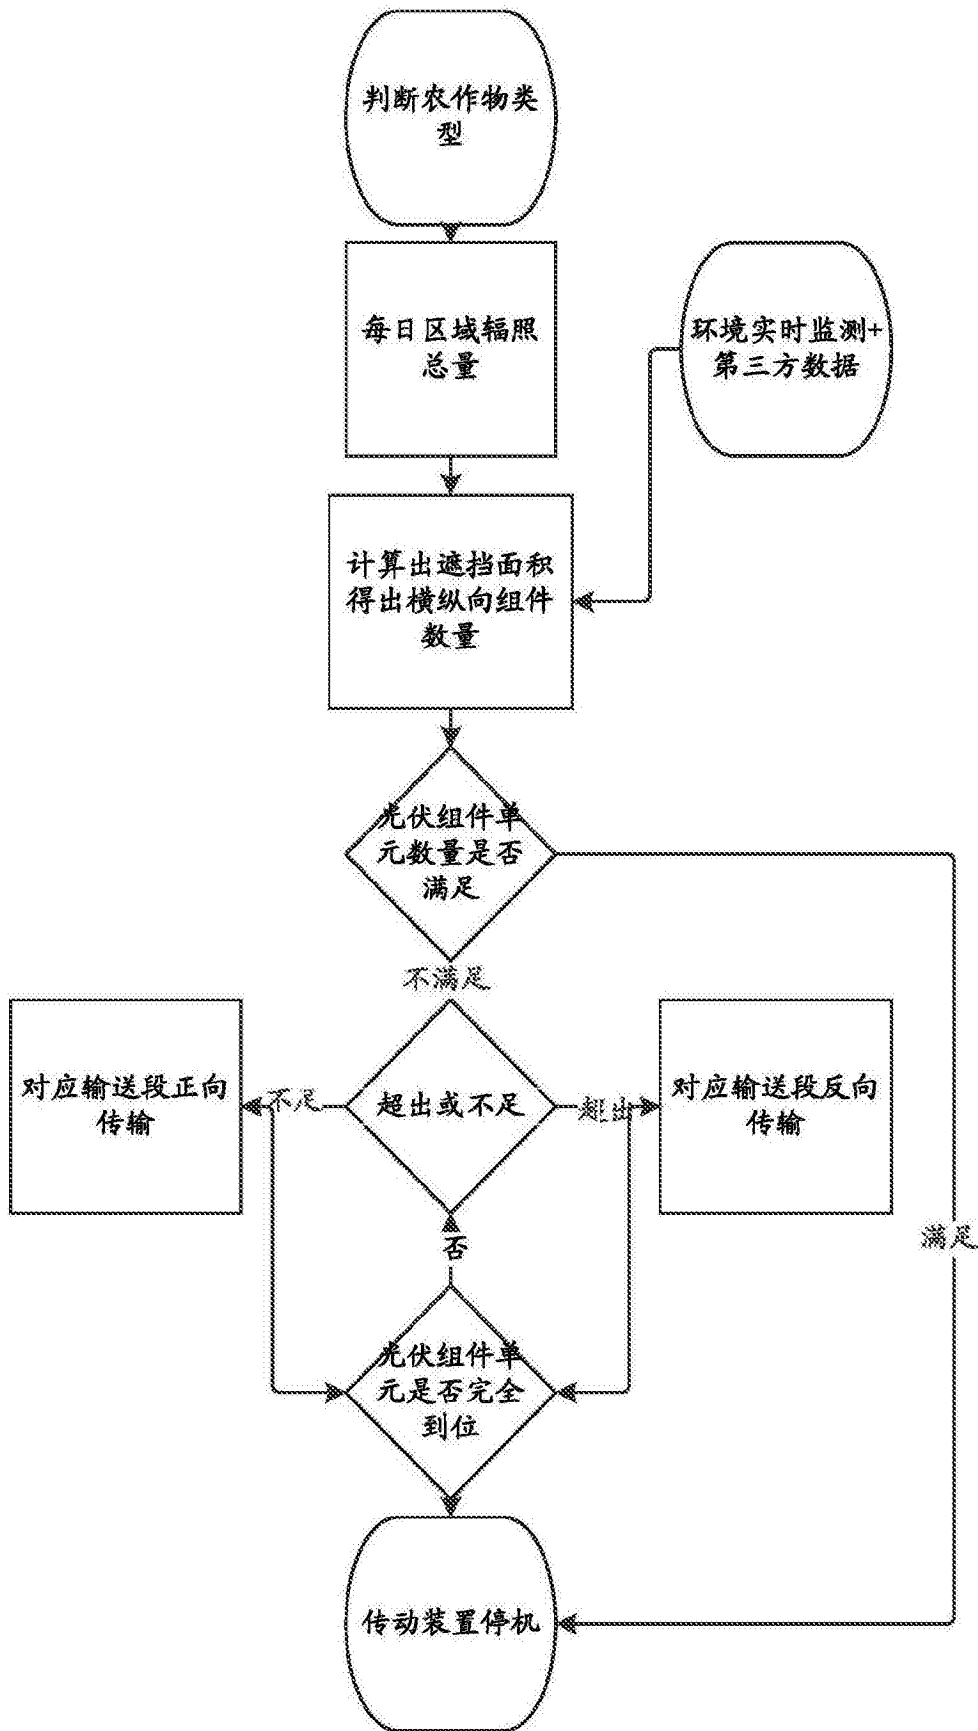 判断农作物类
型
每日区域辐照
总量
环境实时监测+
第三方数据
计算出遮挡面积
得出横纵向组件
数量
光伏组件单
元数量是否
满足
不满足
对应输送段正向
传输
不足
超出或不足
超出
对应输送段反向
传输
满足
否
光伏组件单
元是否完全
到位
传动装置停机